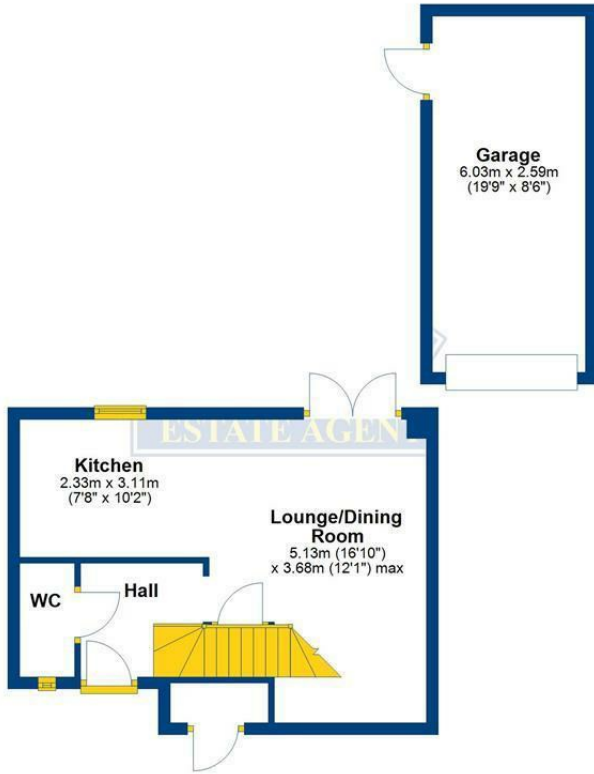 Garage
6.03m x 2.59m
(19'9" x 8'6")
ESTATE AGEN
Kitchen
2.33m x 3.11m
(7'8" x 10'2")
Lounge/Dining
Room
5.13m (16'10")
x 3.68m (12'1") max
WC
Hall